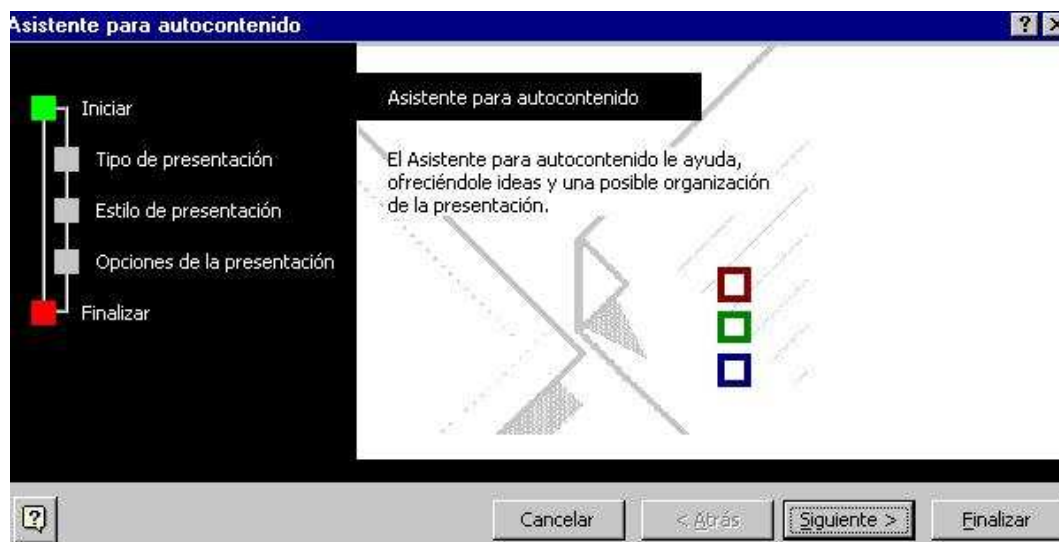 Asistente para autocontenido
Iniciar
Tipo de presentación
Estilo de presentación
Opciones de la presentación
Finalizar
Asistente para autocontenido
El Asistente para autocontenido le ayuda,
ofreciéndole ideas y una posible organización
de la presentación.
Cancelar
< Atrás
Siguiente >
Finalizar